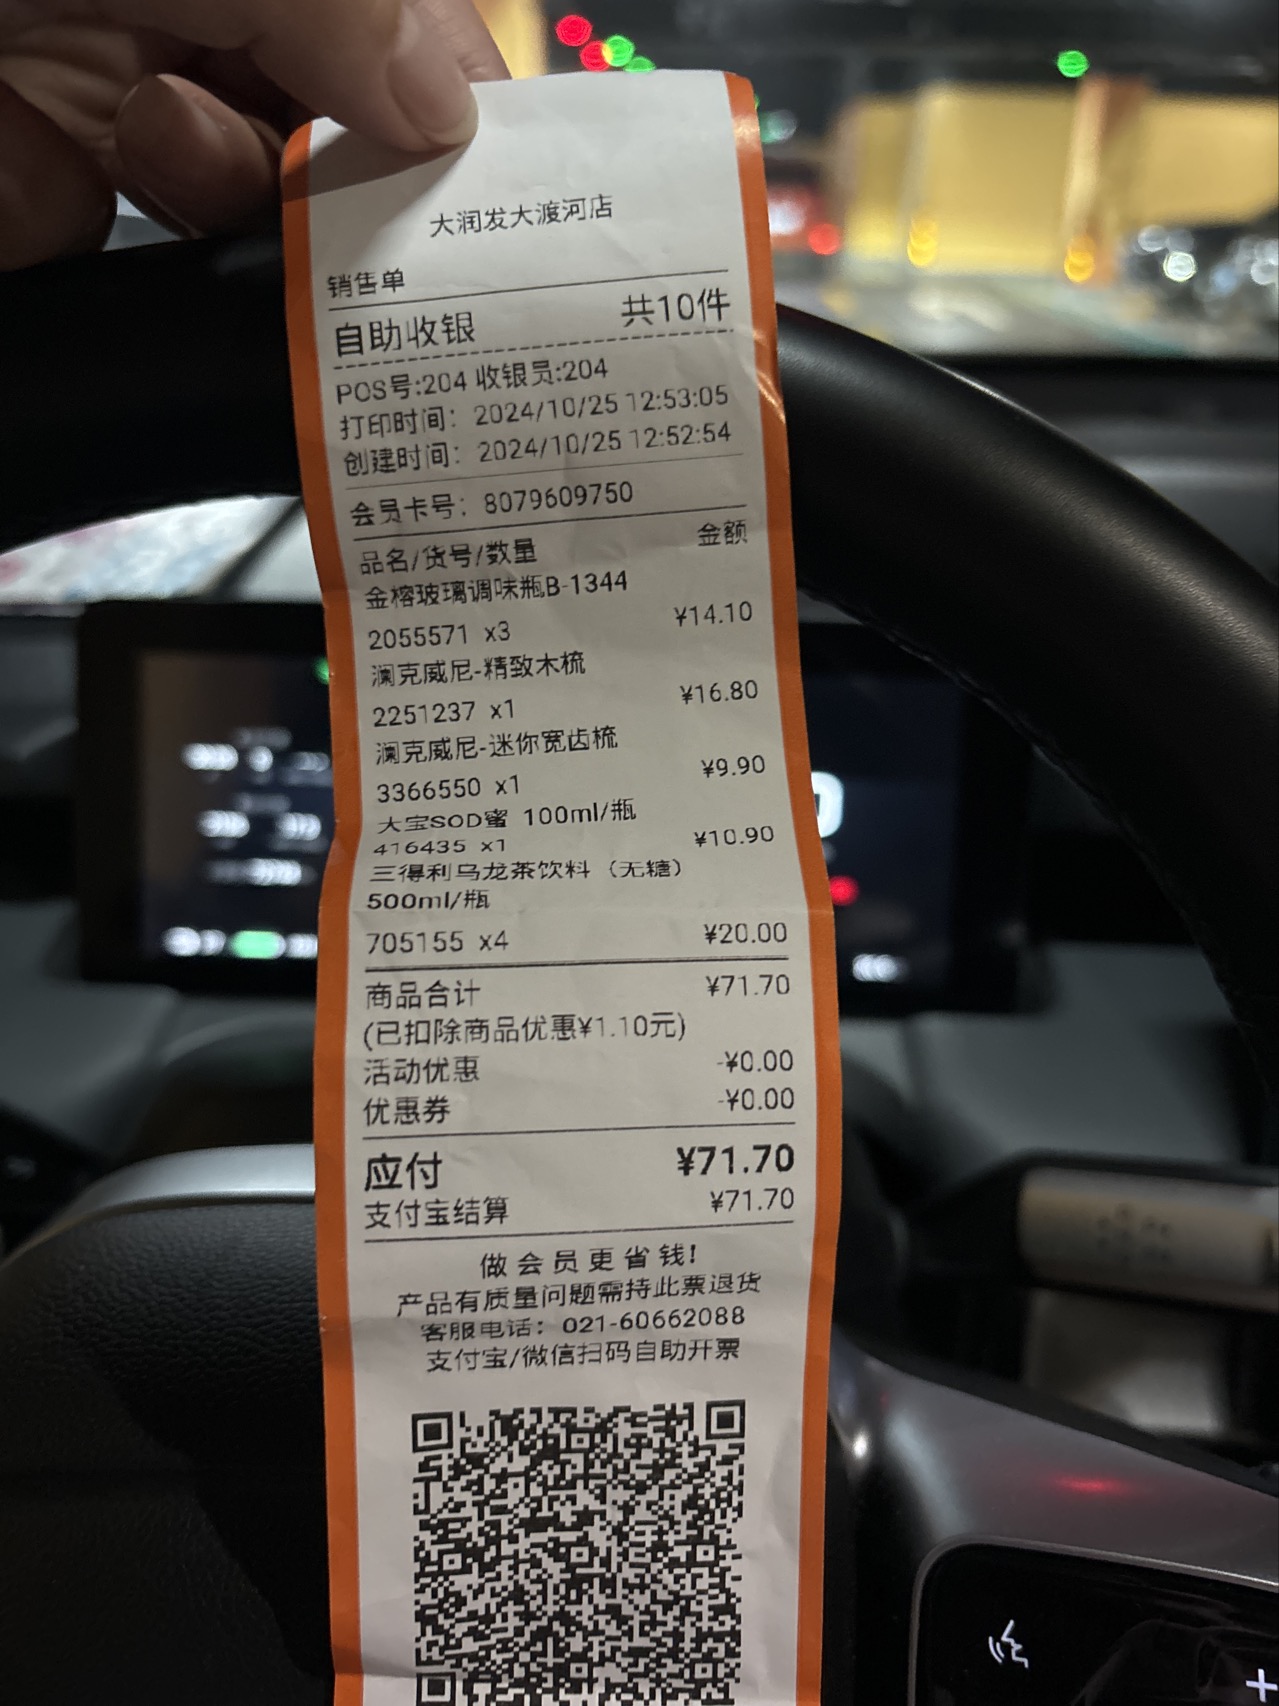 大润发大渡河店
销售单
自助收银 共10件
POS号:204 收银员:204
打印时间: 2024/10/25 12:53:05
创建时间: 2024/10/25 12:52:54
会员卡号: 8079609750
品名/货号/数量 金额
金榕玻璃调味瓶B-1344
2055571 x3 ¥14.10
澜克威尼-精致木梳
2251237 x1 ¥16.80
澜克威尼-迷你宽齿梳
3366550 x1 ¥9.90
大宝SOD蜜 100ml/瓶
416435 x1 ¥10.90
三得利乌龙茶饮料（无糖）
500ml/瓶
705155 x4 ¥20.00
商品合计 ¥71.70
(已扣除商品优惠¥1.10元)
活动优惠 -¥0.00
优惠券 -¥0.00
应付 ¥71.70
支付宝结算 ¥71.70
做会员更省钱!
产品有质量问题需持此票退货
客服电话: 021-60662088
支付宝/微信扫码自助开票